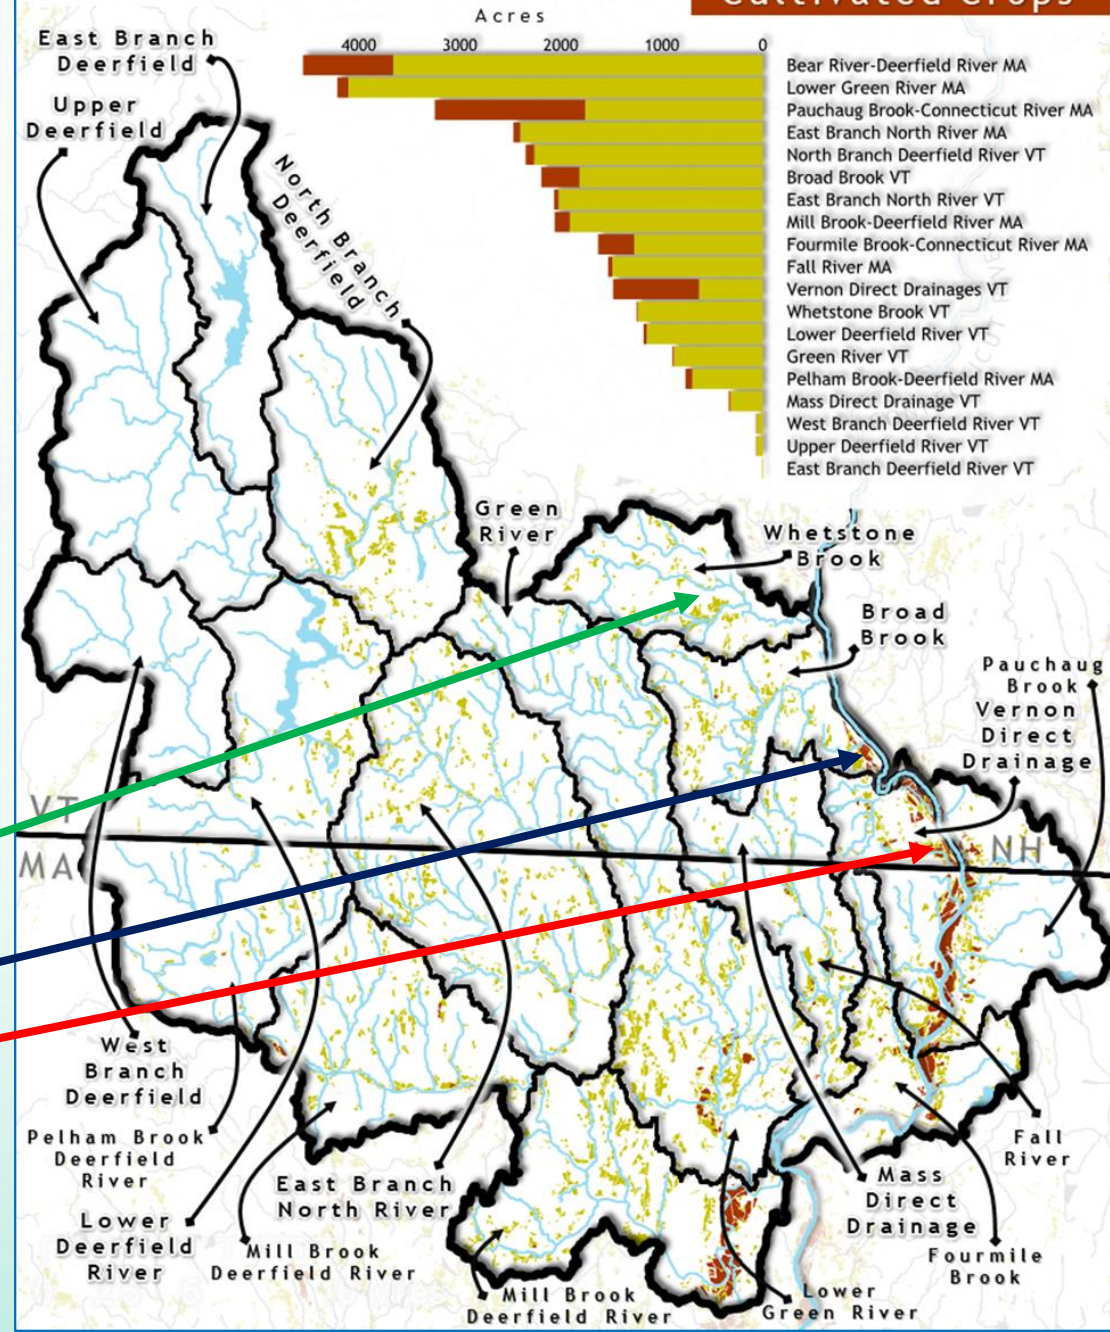 Cultivated Crops
Acres
4000 3000 2000 1000 0
Bear River-Deerfield River MA
Lower Green River MA
Pauchaug Brook-Connecticut River MA
East Branch North River MA
North Branch Deerfield River VT
Broad Brook VT
East Branch North River VT
Mill Brook-Deerfield River MA
Fourmile Brook-Connecticut River MA
Fall River MA
Vernon Direct Drainages VT
Whetstone Brook VT
Lower Deerfield River VT
Green River VT
Pelham Brook-Deerfield River MA
Mass Direct Drainage VT
West Branch Deerfield River VT
Upper Deerfield River VT
East Branch Deerfield River VT
East Branch
Deerfield
Upper
Deerfield
North Branch
Deerfield
Green
River
Whetstone
Brook
Broad
Brook
Pauchaug
Brook
Vernon
Direct
Drainage
VT
MA
NH
West
Branch
Deerfield
Pelham Brook
Deerfield
River
Lower
Deerfield
River
Mill Brook
Deerfield River
East Branch
North River
Mill Brook
Deerfield River
Lower
Green River
Mass
Direct
Drainage
Fourmile
Brook
Fall
River